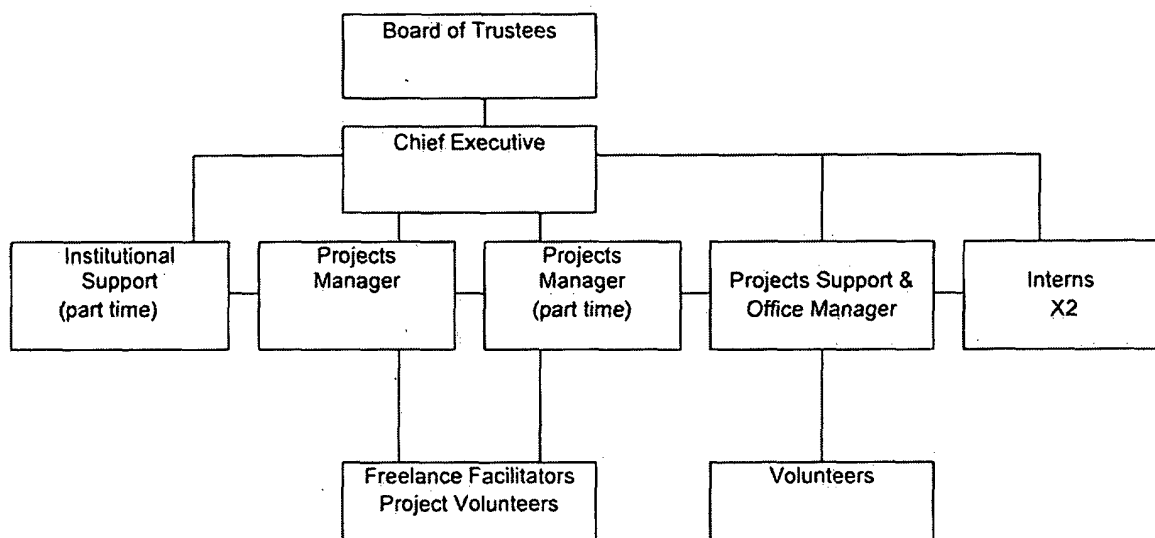 Board of Trustees
Chief Executive
Institutional
Support
(part time)
Projects
Manager
Projects
Manager
(part time)
Projects Support &
Office Manager
Interns
X2
Freelance Facilitators
Project Volunteers
Volunteers